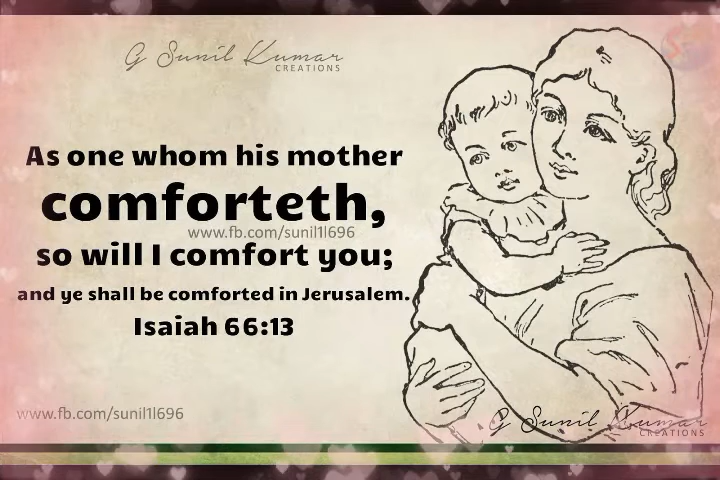 G Sunil Kumar
CREATIONS
As one whom his mother
comforteth,
www.fb.com/sunil1l696
so will I comfort you;
and ye shall be comforted in Jerusalem.
Isaiah 66:13
www.fb.com/sunil1l696
G Sunil Kumar
CREATIONS